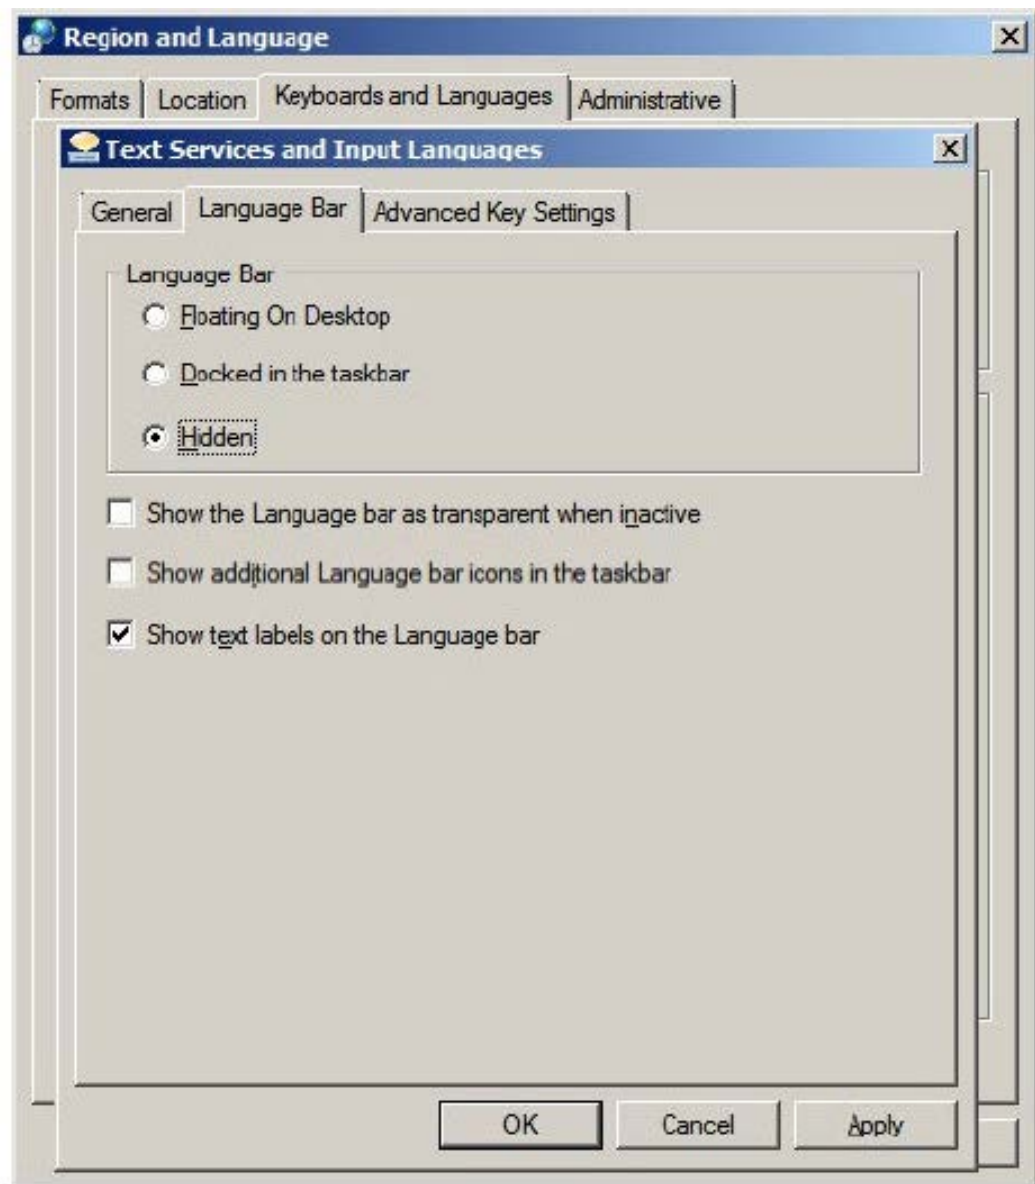 Region and Language
Formats Location Keyboards and Languages Administrative
Text Services and Input Languages
General Language Bar Advanced Key Settings
Language Bar
Floating On Desktop
Docked in the taskbar
Hidden
Show the Language bar as transparent when inactive
Show additional Language bar icons in the taskbar
Show text labels on the Language bar
OK Cancel Apply